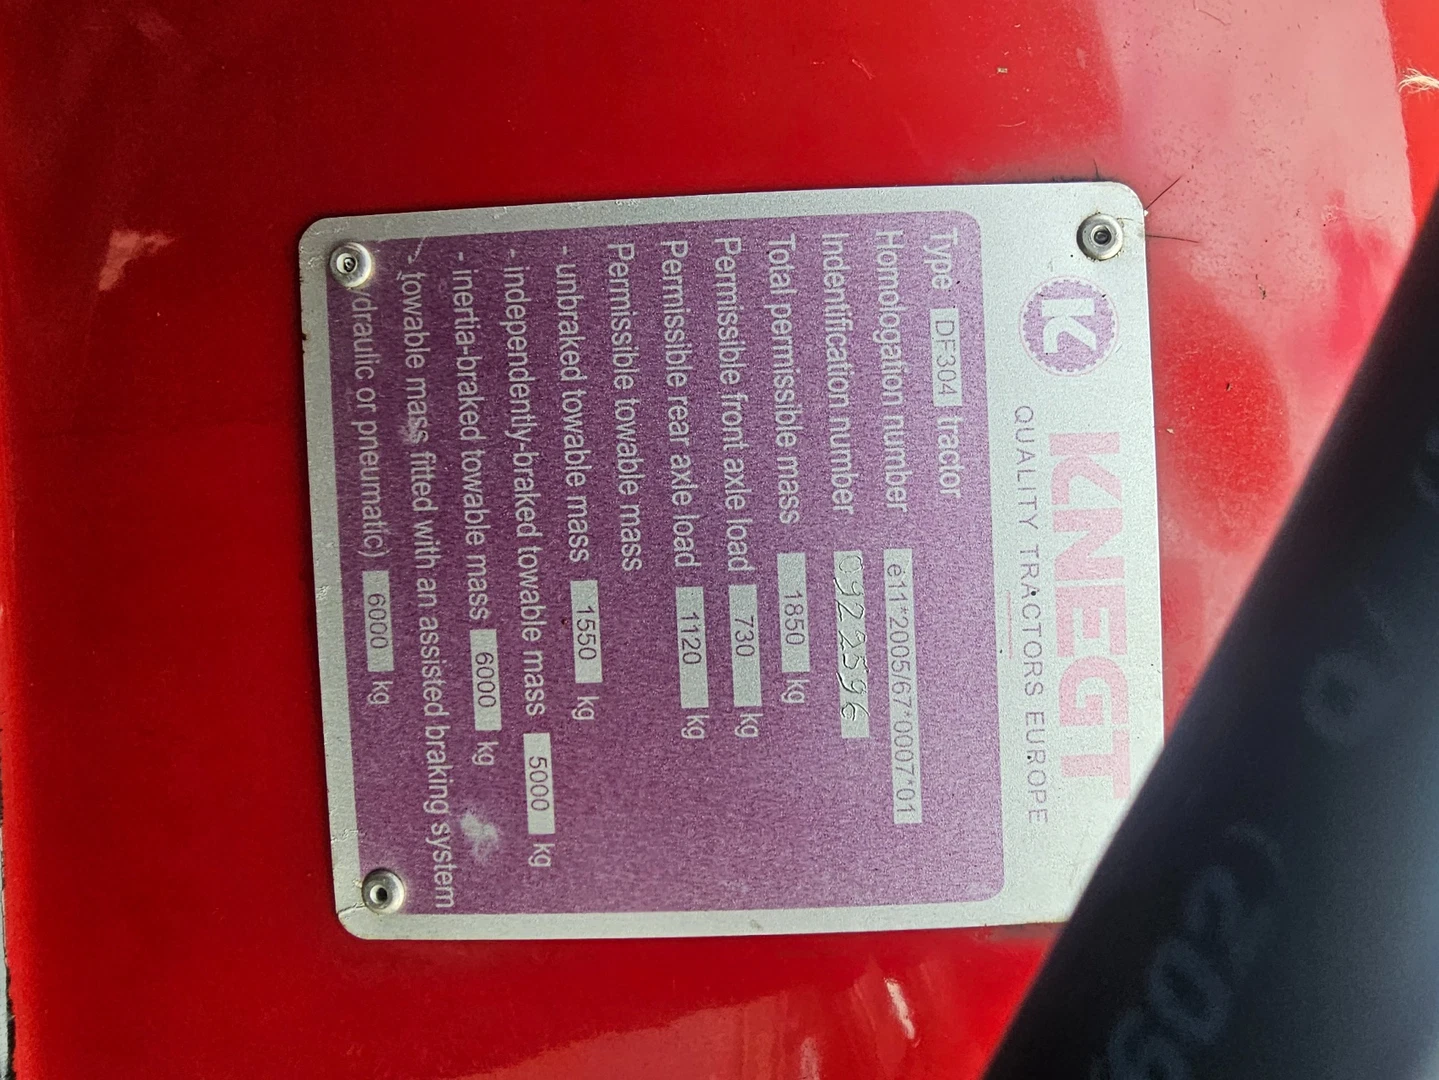 K KNEGT
QUALITY TRACTORS EUROPE
Type DF304 tractor
Homologation number e11*2005/67*0007*01
Indentification number 0922596
Total permissible mass 1850 kg
Permissible front axle load 730 kg
Permissible rear axle load 1120 kg
Permissible towable mass
- unbraked towable mass 1550 kg
- independently-braked towable mass 5000 kg
- inertia-braked towable mass 6000 kg
- towable mass fitted with an assisted braking system
ydraulic or pneumatic) 6000 kg